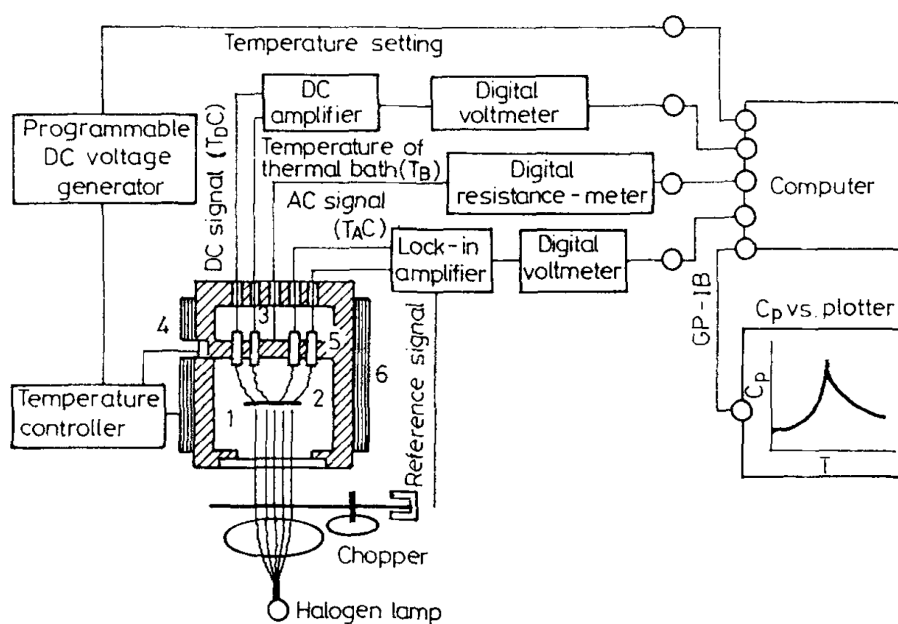 Temperature setting
DC
amplifier
Digital
voltmeter
Programmable
DC voltage
generator
DC signal (TDC)
Temperature of
thermal bath(TB)
Digital
resistance-meter
Computer
AC signal
(TAC)
Lock-in
amplifier
Digital
voltmeter
GP-IB
Cp vs. plotter
Cp
T
3
4
5
6
1
2
Temperature
controller
Reference signal
Chopper
Halogen lamp